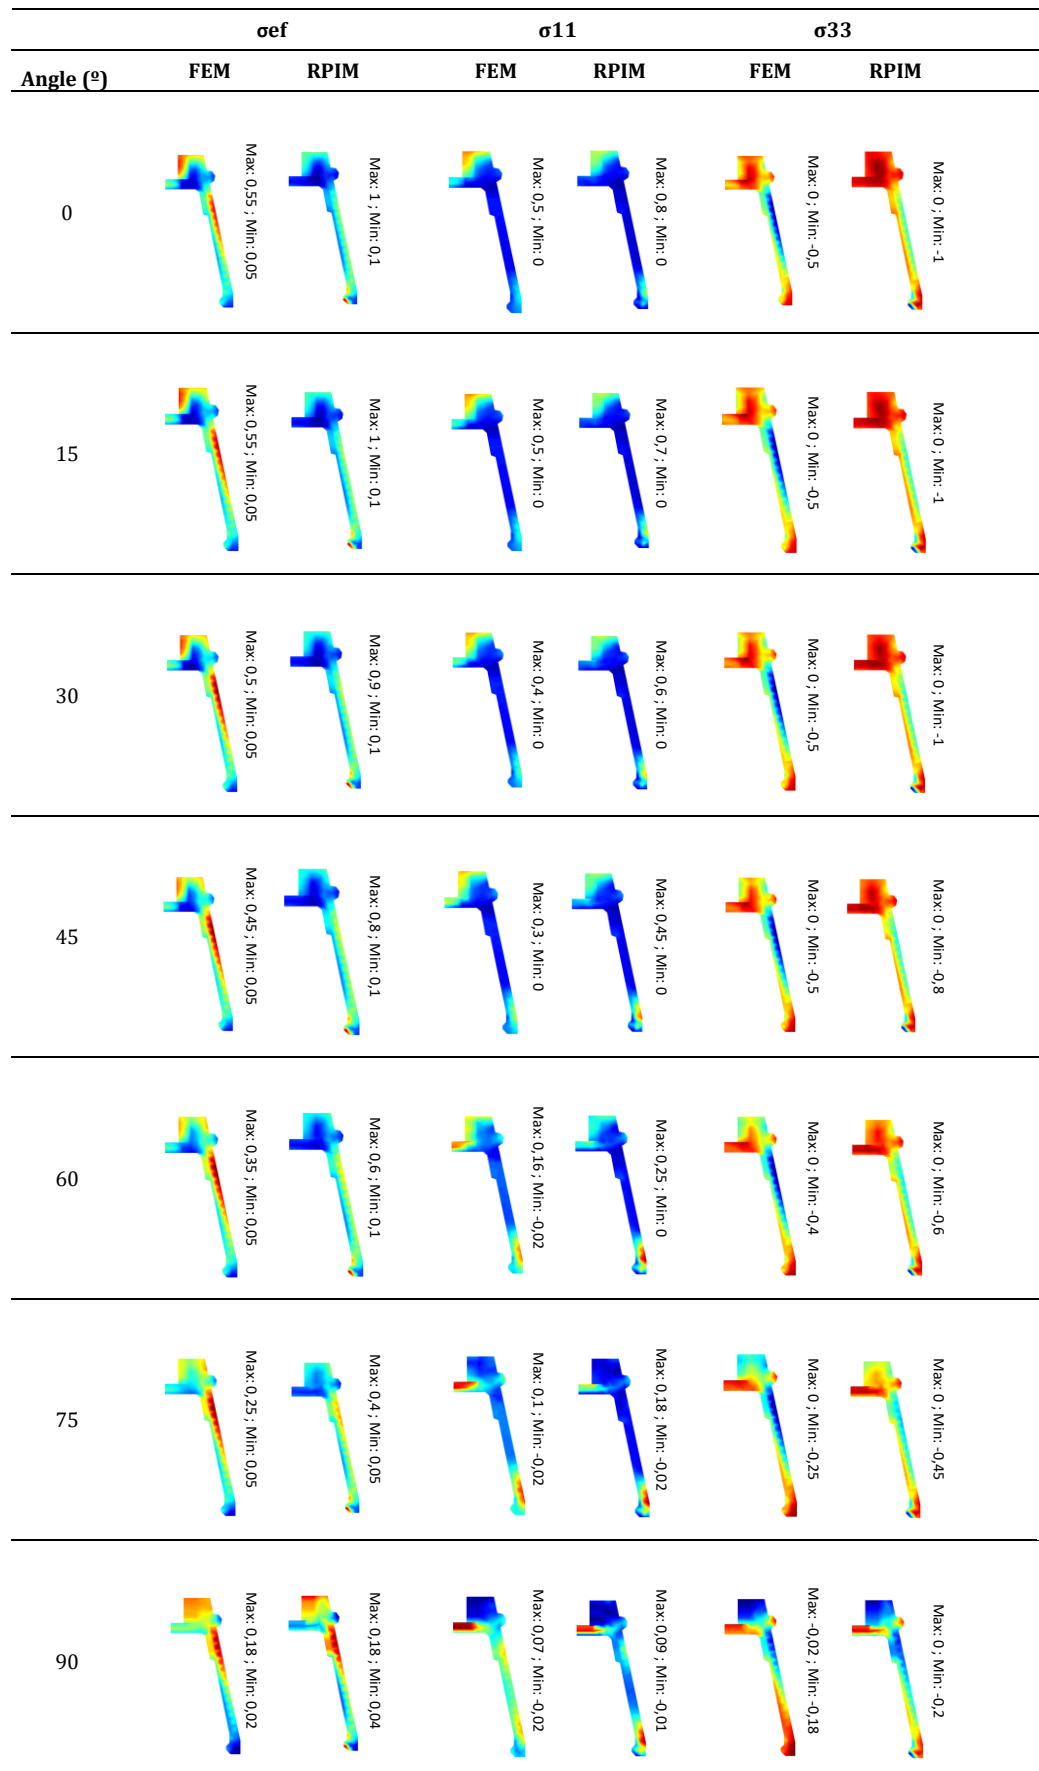 σef σ11 σ33
Angle (º) FEM RPIM FEM RPIM FEM RPIM
0
Max: 0,55 ; Min: 0,05
Max: 1 ; Min: 0,1
Max: 0,5 ; Min: 0
Max: 0,8 ; Min: 0
Max: 0 ; Min: -0,5
Max: 0 ; Min: -1
15
Max: 0,55 ; Min: 0,05
Max: 1 ; Min: 0,1
Max: 0,5 ; Min: 0
Max: 0,7 ; Min: 0
Max: 0 ; Min: -0,5
Max: 0 ; Min: -1
30
Max: 0,5 ; Min: 0,05
Max: 0,9 ; Min: 0,1
Max: 0,4 ; Min: 0
Max: 0,6 ; Min: 0
Max: 0 ; Min: -0,5
Max: 0 ; Min: -1
45
Max: 0,45 ; Min: 0,05
Max: 0,8 ; Min: 0,1
Max: 0,3 ; Min: 0
Max: 0,45 ; Min: 0
Max: 0 ; Min: -0,5
Max: 0 ; Min: -0,8
60
Max: 0,35 ; Min: 0,05
Max: 0,6 ; Min: 0,1
Max: 0,16 ; Min: -0,02
Max: 0,25 ; Min: 0
Max: 0 ; Min: -0,4
Max: 0 ; Min: -0,6
75
Max: 0,25 ; Min: 0,05
Max: 0,4 ; Min: 0,05
Max: 0,1 ; Min: -0,02
Max: 0,18 ; Min: -0,02
Max: 0 ; Min: -0,25
Max: 0 ; Min: -0,45
90
Max: 0,18 ; Min: 0,02
Max: 0,18 ; Min: 0,04
Max: 0,07 ; Min: -0,02
Max: 0,09 ; Min: -0,01
Max: -0,02 ; Min: -0,18
Max: 0 ; Min: -0,2